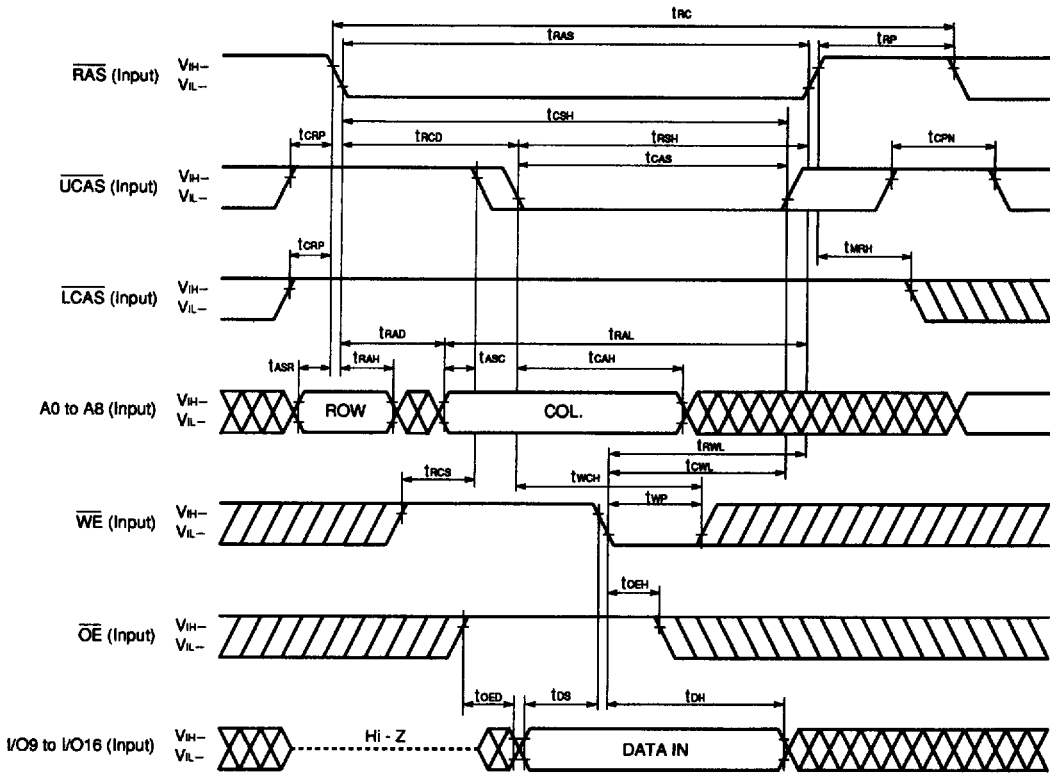 tRC
tRAS tRP
RAS (Input) VIH– VIL–
tCSH
tCRP tRCD tRSH tCPN
tCAS
UCAS (Input) VIH– VIL–
tCRP tMRH
LCAS (Input) VIH– VIL–
tRAD tRAL
tASR tRAH tASC tCAH
A0 to A8 (Input) VIH– VIL– ROW COL.
tRWL
tRCS tWCH tCWL
tWP
WE (Input) VIH– VIL–
tOEH
OE (Input) VIH– VIL–
tOED tDS tDH
I/O9 to I/O16 (Input) VIH– VIL– Hi - Z DATA IN